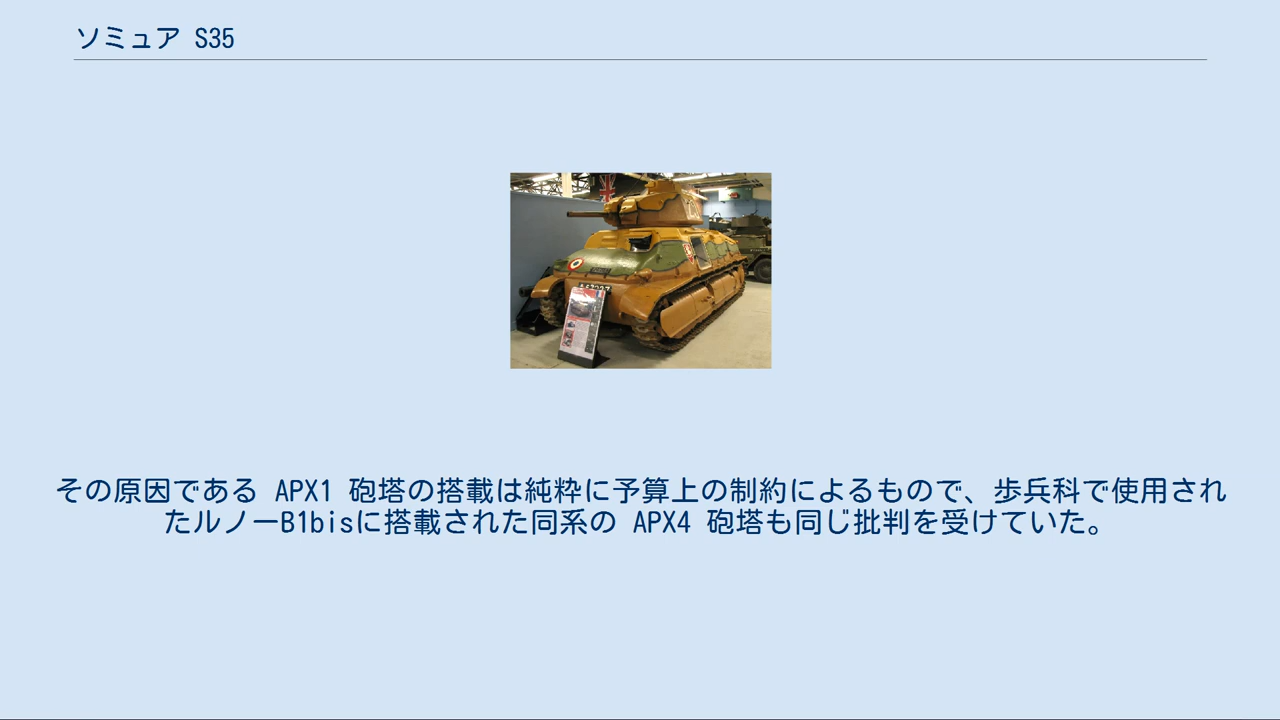 ソミュア S35
その原因である APX1 砲塔の搭載は純粋に予算上の制約によるもので、歩兵科で使用され
たルノーB1bisに搭載された同系の APX4 砲塔も同じ批判を受けていた。